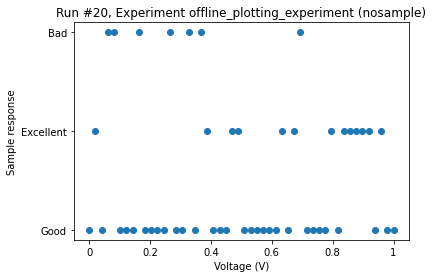 Run #20, Experiment offline_plotting_experiment (nosample)
Bad
Excellent
Good
Sample response
0 0.2 0.4 0.6 0.8 1
Voltage (V)